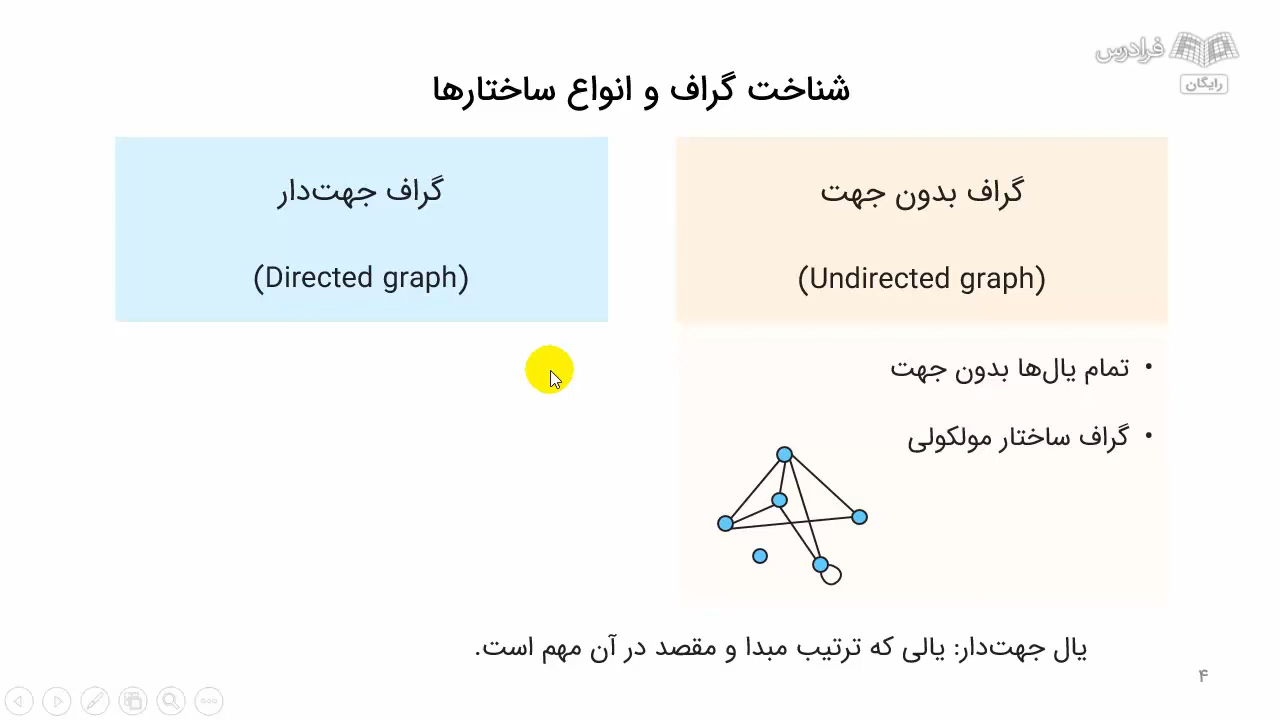 فرادرس
رایگان
شناخت گراف و انواع ساختارها
گراف بدون جهت
(Undirected graph)
• تمام یال‌ها بدون جهت
• گراف ساختار مولکولی
گراف جهت‌دار
(Directed graph)
یال جهت‌دار: یالی که ترتیب مبدا و مقصد در آن مهم است.
۴